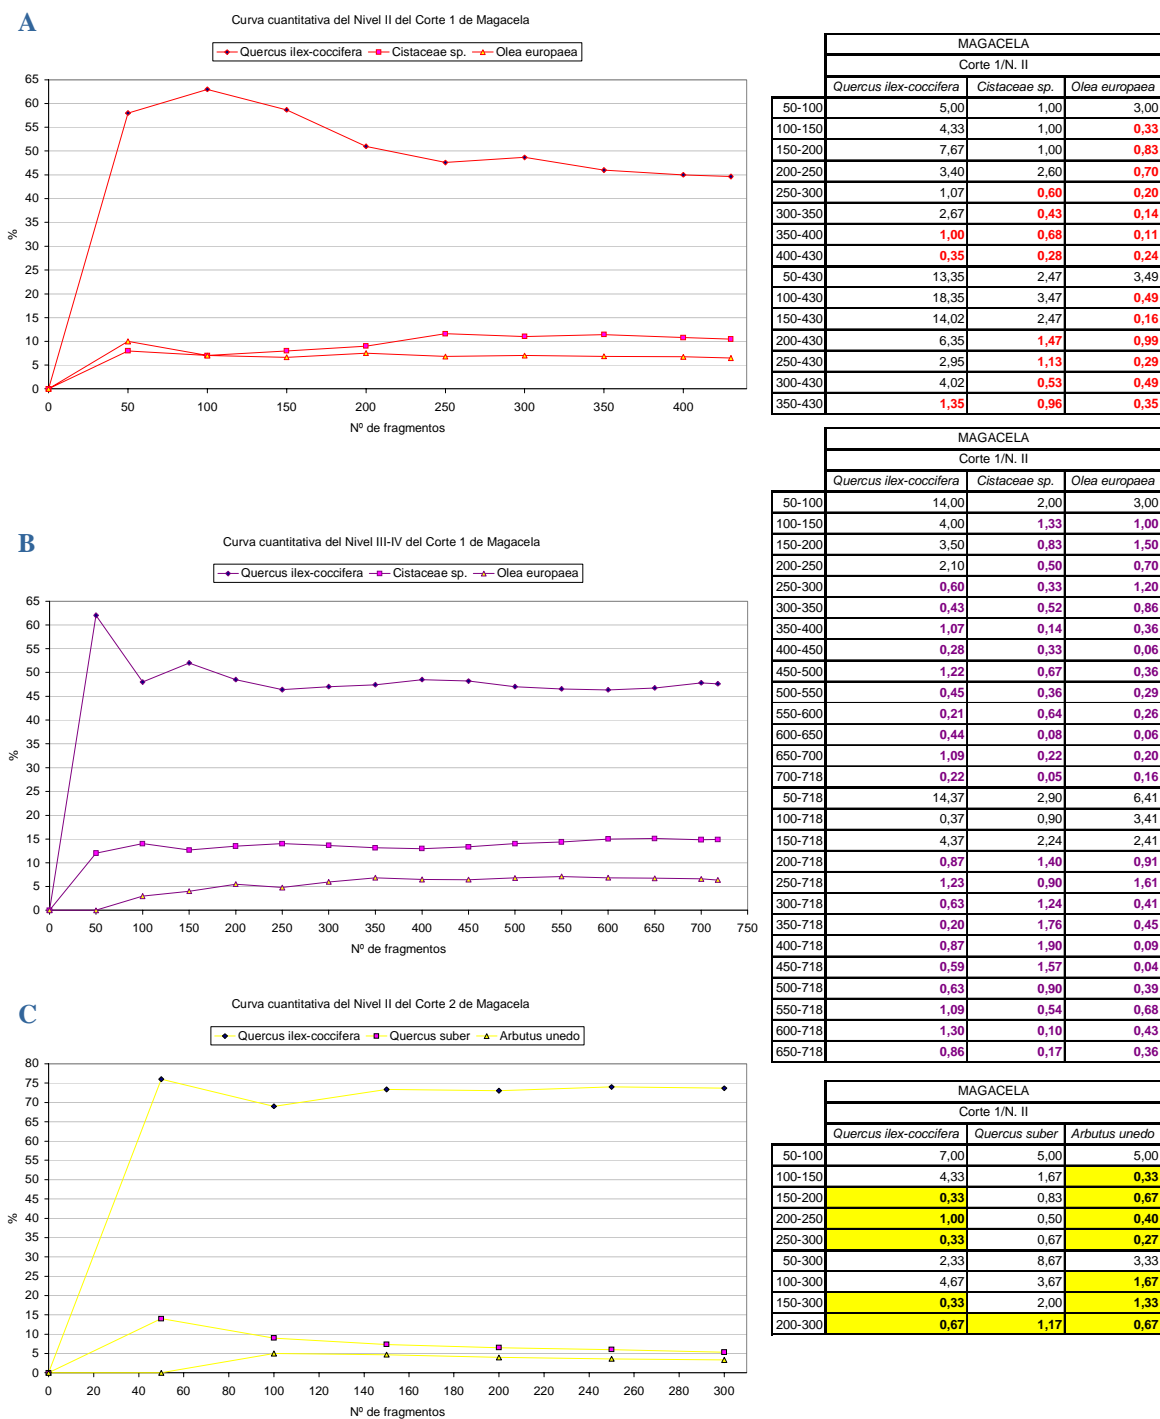 A
Curva cuantitativa del Nivel II del Corte 1 de Magacela
Quercus ilex-coccifera Cistaceae sp. Olea europaea
65
60
55
50
45
40
35
30
25
20
15
10
5
0
%
0 50 100 150 200 250 300 350 400
Nº de fragmentos
MAGACELA
Corte 1/N. II
Quercus ilex-coccifera Cistaceae sp. Olea europaea
50-100 5,00 1,00 3,00
100-150 4,33 1,00 0,33
150-200 7,67 1,00 0,83
200-250 3,40 2,60 0,70
250-300 1,07 0,60 0,20
300-350 2,67 0,43 0,14
350-400 1,00 0,68 0,11
400-430 0,35 0,28 0,24
50-430 13,35 2,47 3,49
100-430 18,35 3,47 0,49
150-430 14,02 2,47 0,16
200-430 6,35 1,47 0,99
250-430 2,95 1,13 0,29
300-430 4,02 0,53 0,49
350-430 1,35 0,96 0,35
B
Curva cuantitativa del Nivel III-IV del Corte 1 de Magacela
Quercus ilex-coccifera Cistaceae sp. Olea europaea
65
60
55
50
45
40
35
30
25
20
15
10
5
0
%
0 50 100 150 200 250 300 350 400 450 500 550 600 650 700 750
Nº de fragmentos
MAGACELA
Corte 1/N. II
Quercus ilex-coccifera Cistaceae sp. Olea europaea
50-100 14,00 2,00 3,00
100-150 4,00 1,33 1,00
150-200 3,50 0,83 1,50
200-250 2,10 0,50 0,70
250-300 0,60 0,33 1,20
300-350 0,43 0,52 0,86
350-400 1,07 0,14 0,36
400-450 0,28 0,33 0,06
450-500 1,22 0,67 0,36
500-550 0,45 0,36 0,29
550-600 0,21 0,64 0,26
600-650 0,44 0,08 0,06
650-700 1,09 0,22 0,20
700-718 0,22 0,05 0,16
50-718 14,37 2,90 6,41
100-718 0,37 0,90 3,41
150-718 4,37 2,24 2,41
200-718 0,87 1,40 0,91
250-718 1,23 0,90 1,61
300-718 0,63 1,24 0,41
350-718 0,20 1,76 0,45
400-718 0,87 1,90 0,09
450-718 0,59 1,57 0,04
500-718 0,63 0,90 0,39
550-718 1,09 0,54 0,68
600-718 1,30 0,10 0,43
650-718 0,86 0,17 0,36
C
Curva cuantitativa del Nivel II del Corte 2 de Magacela
Quercus ilex-coccifera Quercus suber Arbutus unedo
80
75
70
65
60
55
50
45
40
35
30
25
20
15
10
5
0
%
0 20 40 60 80 100 120 140 160 180 200 220 240 260 280 300
Nº de fragmentos
MAGACELA
Corte 1/N. II
Quercus ilex-coccifera Quercus suber Arbutus unedo
50-100 7,00 5,00 5,00
100-150 4,33 1,67 0,33
150-200 0,33 0,83 0,67
200-250 1,00 0,50 0,40
250-300 0,33 0,67 0,27
50-300 2,33 8,67 3,33
100-300 4,67 3,67 1,67
150-300 0,33 2,00 1,33
200-300 0,67 1,17 0,67